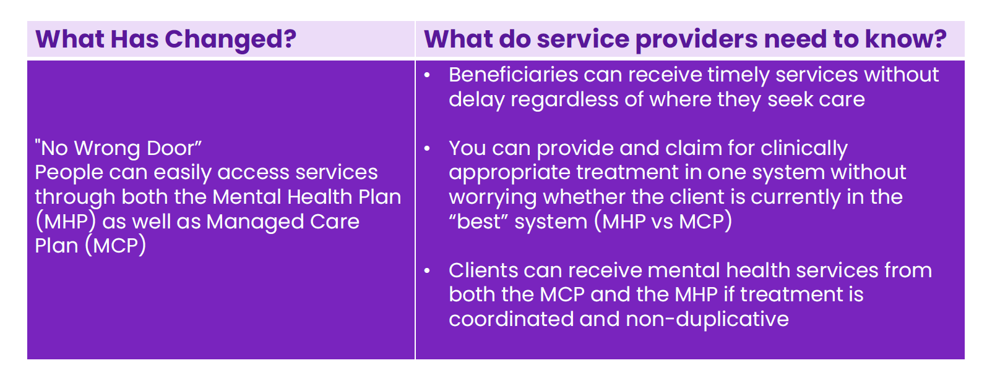 What Has Changed?
What do service providers need to know?
"No Wrong Door”
People can easily access services
through both the Mental Health Plan
(MHP) as well as Managed Care
Plan (MCP)
• Beneficiaries can receive timely services without
delay regardless of where they seek care
• You can provide and claim for clinically
appropriate treatment in one system without
worrying whether the client is currently in the
“best” system (MHP vs MCP)
• Clients can receive mental health services from
both the MCP and the MHP if treatment is
coordinated and non-duplicative